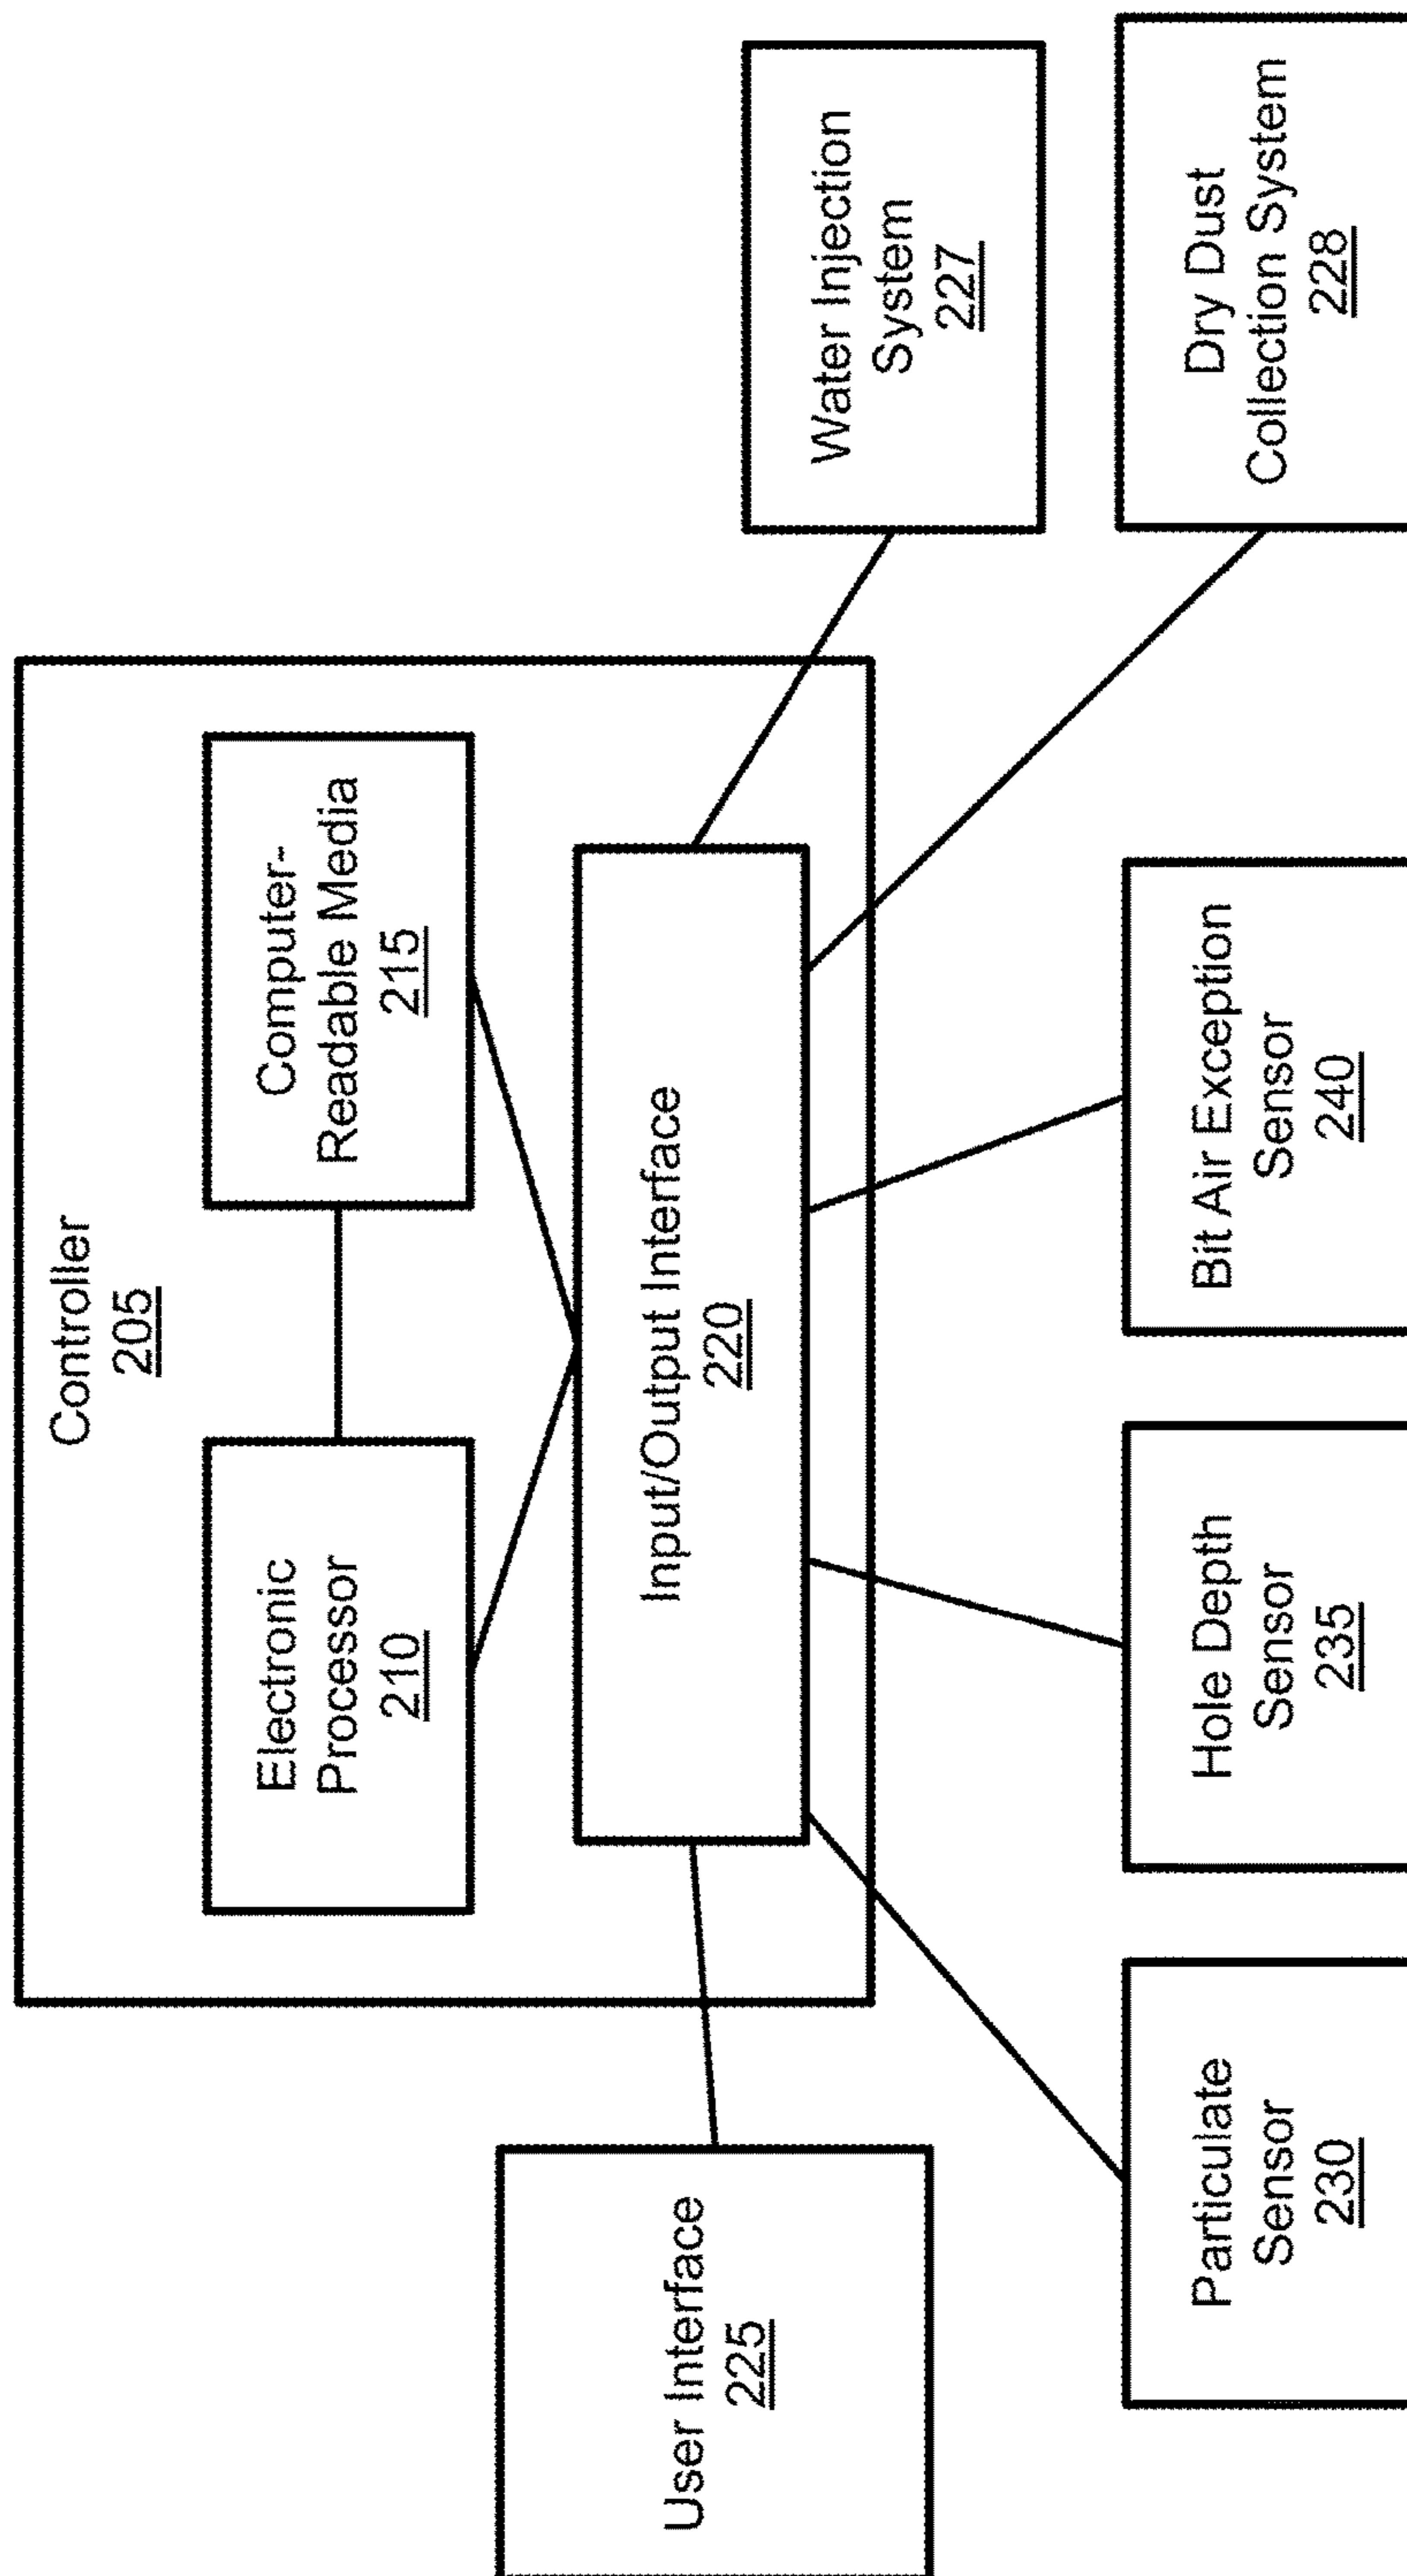 Controller
205
Electronic
Processor
210
Computer-
Readable Media
215
Input/Output Interface
220
User Interface
225
Water Injection
System
227
Dry Dust
Collection System
228
Particulate
Sensor
230
Hole Depth
Sensor
235
Bit Air Exception
Sensor
240